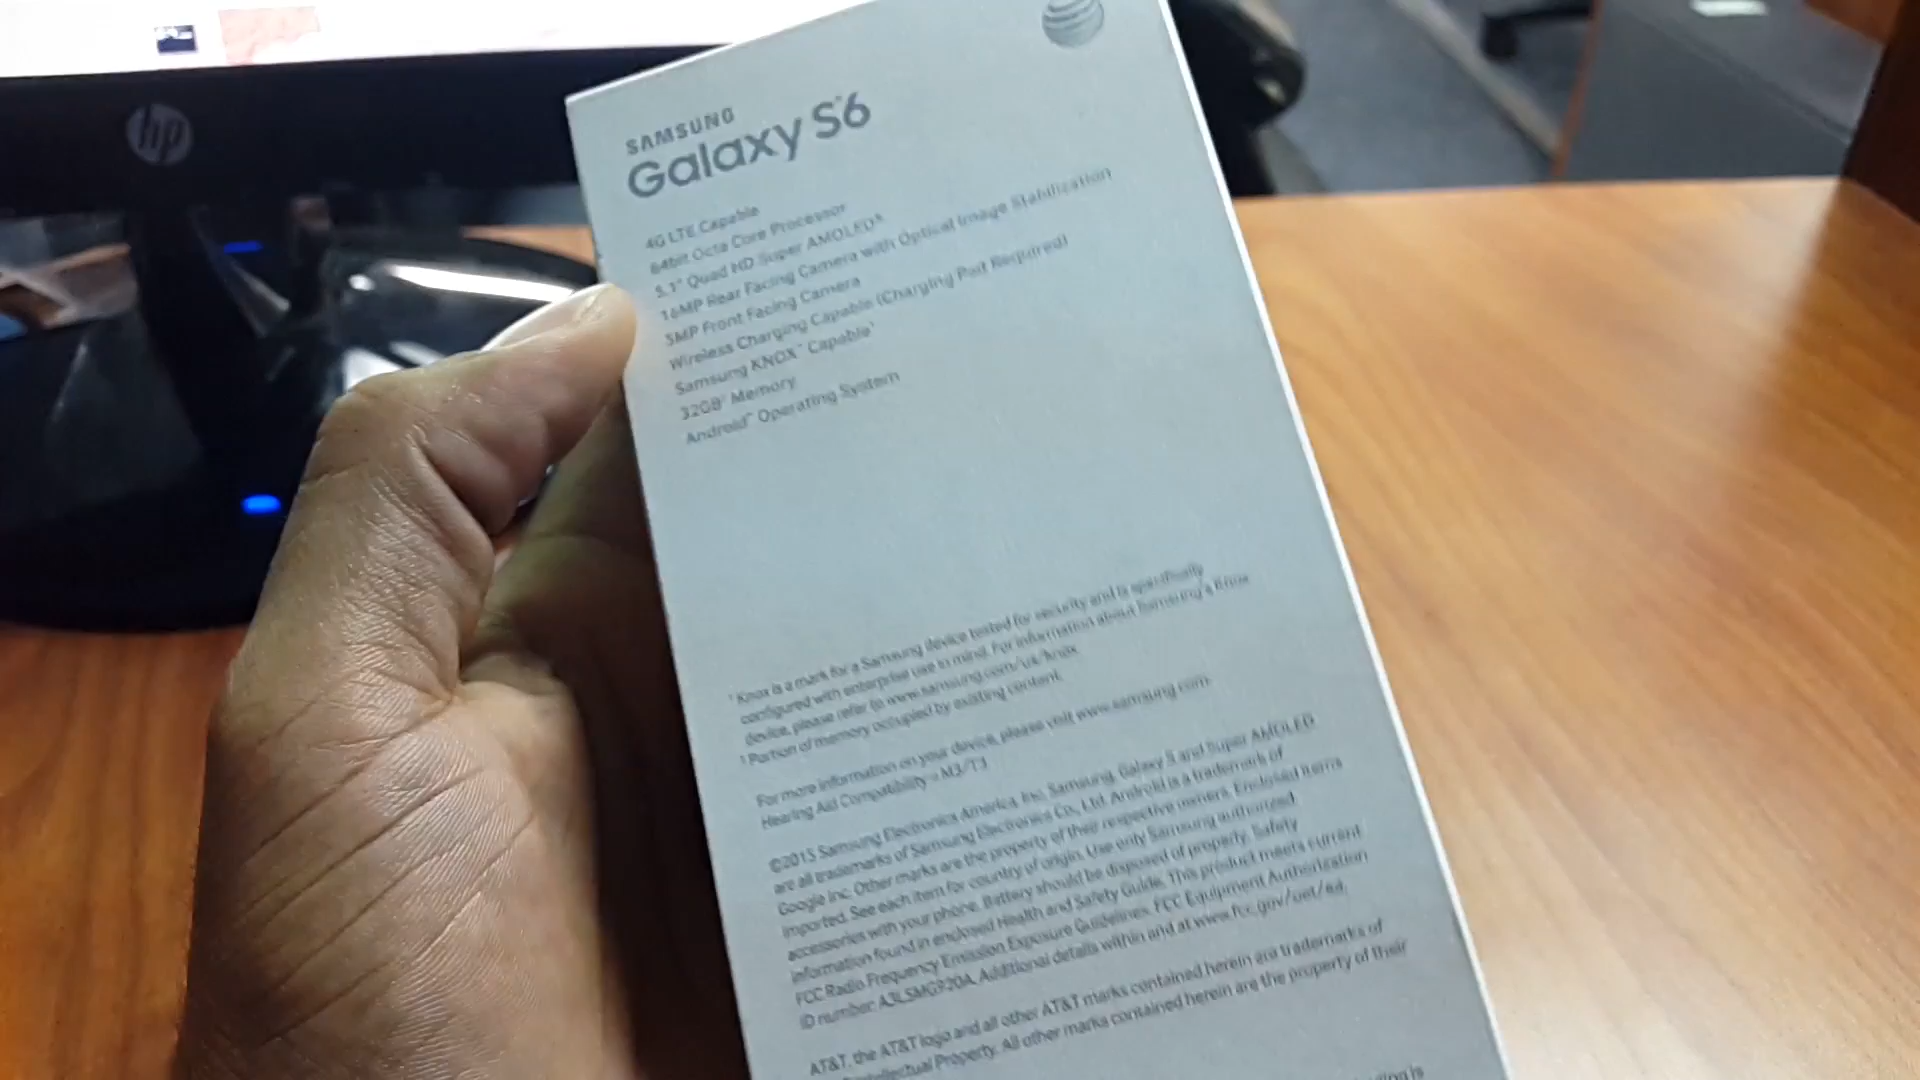 hp
SAMSUNG
Galaxy S6
4G LTE Capable
64bit Octa Core Processor
5.1" Quad HD Super AMOLED®
16MP Rear Facing Camera with Optical Image Stabilization
5MP Front Facing Camera
Wireless Charging Capable (Charging Pad Required)
Samsung KNOX™ Capable¹
32GB² Memory
Android™ Operating System
¹ Knox is a mark for a Samsung device tested for security and is specifically
configured with enterprise use in mind. For information about Samsung's Knox
device, please refer to www.samsung.com/us/knox
² Portion of memory occupied by existing content.
For more information on your device, please visit www.samsung.com.
Hearing Aid Compatibility = M3/T3
©2015 Samsung Electronics America, Inc. Samsung, Galaxy S and Super AMOLED
are all trademarks of Samsung Electronics Co., Ltd. Android is a trademark of
Google Inc. Other marks are the property of their respective owners. Enclosed items
imported. See each item for country of origin. Use only Samsung authorized
accessories with your phone. Battery should be disposed of properly. Safety
information found in enclosed Health and Safety Guide. This product meets current
FCC Radio Frequency Emission Exposure Guidelines. FCC Equipment Authorization
ID number: A3LSMG920A. Additional details within and at www.fcc.gov/oet/ea.
AT&T, the AT&T logo and all other AT&T marks contained herein are trademarks of
Intellectual Property. All other marks contained herein are the property of their